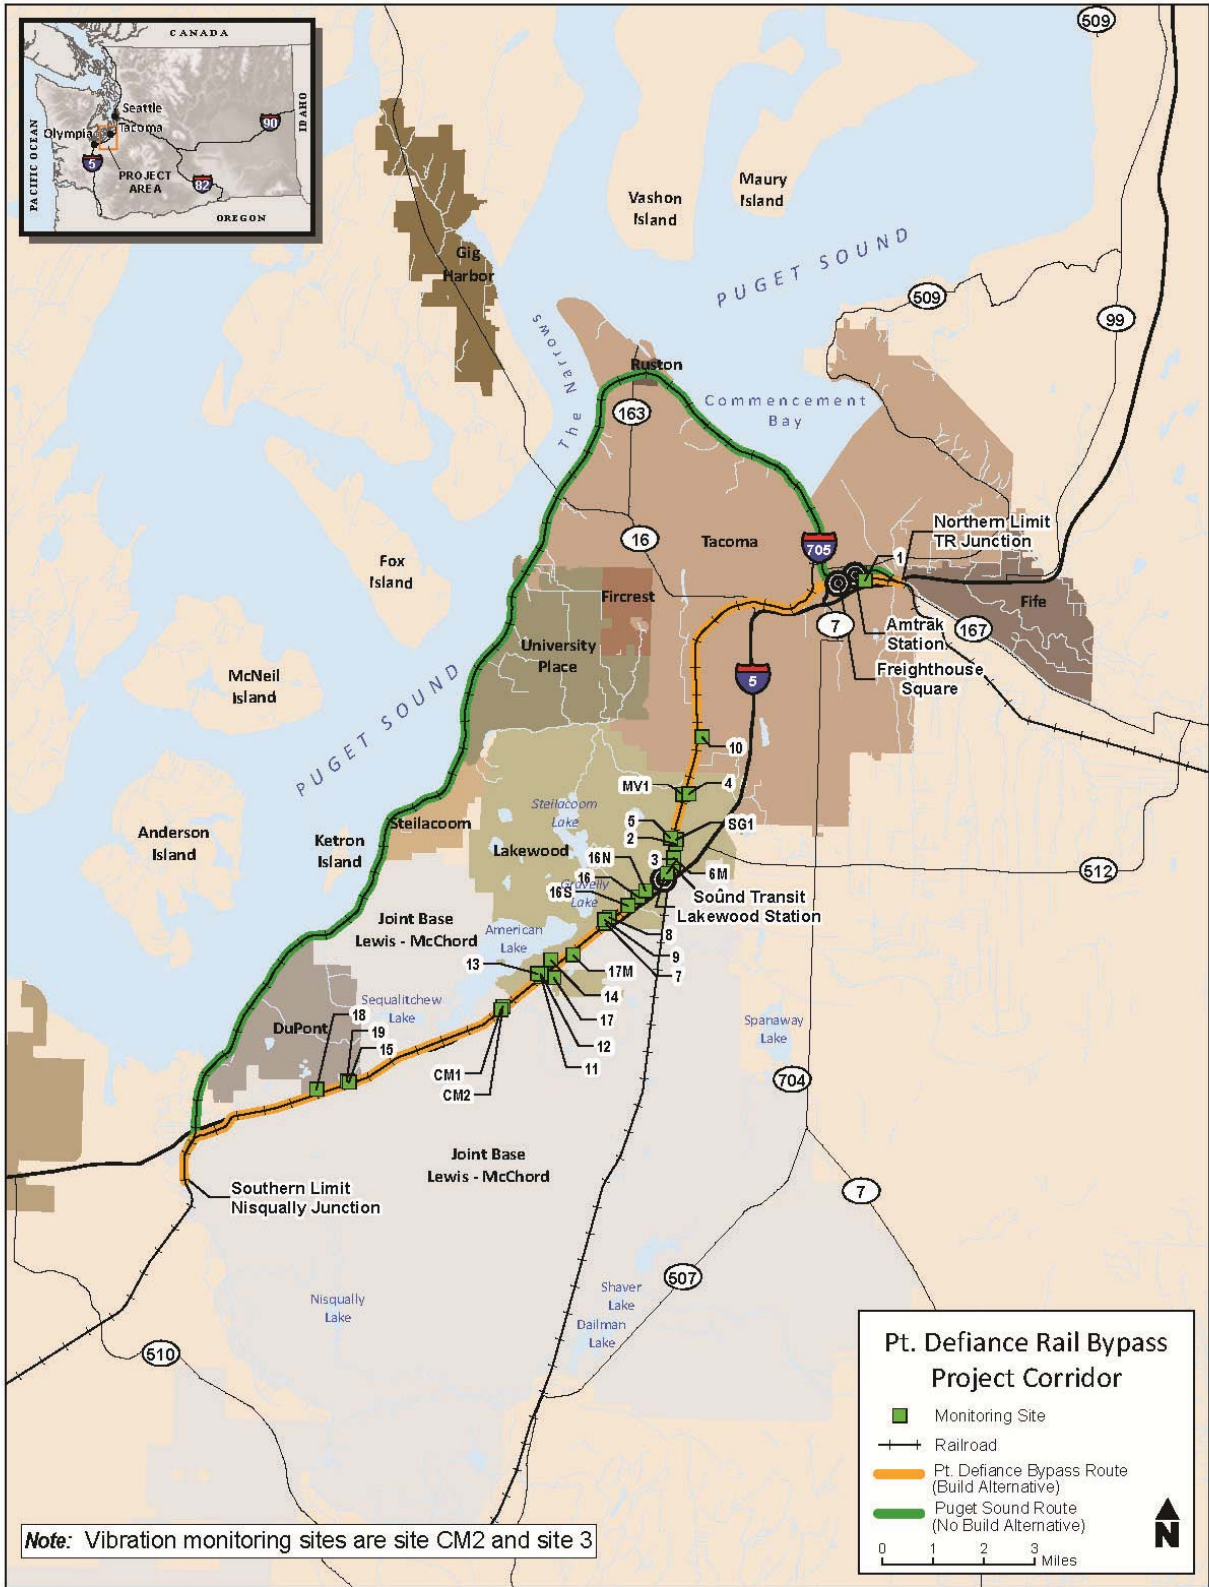 CANADA
Seattle
Tacoma
Olympia
90
IDAHO
PACIFIC OCEAN
5
PROJECT
AREA
82
OREGON
509
Vashon
Island
Maury
Island
Gig
Harbor
PUGET SOUND
509
99
The Narrows
Ruston
163
Commencement
Bay
16
Tacoma
705
Northern Limit
TR Junction
1
Fox
Island
Fircrest
Fife
7
167
Amtrak
Station
University
Place
Freighthouse
Square
McNeil
Island
5
PUGET SOUND
10
MV1
4
Steilacoom
Lake
Anderson
Island
Ketron
Island
Steilacoom
Lakewood
5
2
SG1
16N
3
6M
512
16
16S
Gravelly
Lake
Sound Transit
Lakewood Station
Joint Base
Lewis - McChord
American
Lake
8
9
7
13
17M
14
Sequalitchew
Lake
17
18
DuPont
19
15
12
11
Spanaway
Lake
CM1
CM2
704
Joint Base
Lewis - McChord
Southern Limit
Nisqually Junction
7
507
Shaver
Lake
Nisqually
Lake
Dailman
Lake
510
Pt. Defiance Rail Bypass
Project Corridor
Monitoring Site
Railroad
Pt. Defiance Bypass Route
(Build Alternative)
Puget Sound Route
(No Build Alternative)
0 1 2 3
Miles
N
Note: Vibration monitoring sites are site CM2 and site 3